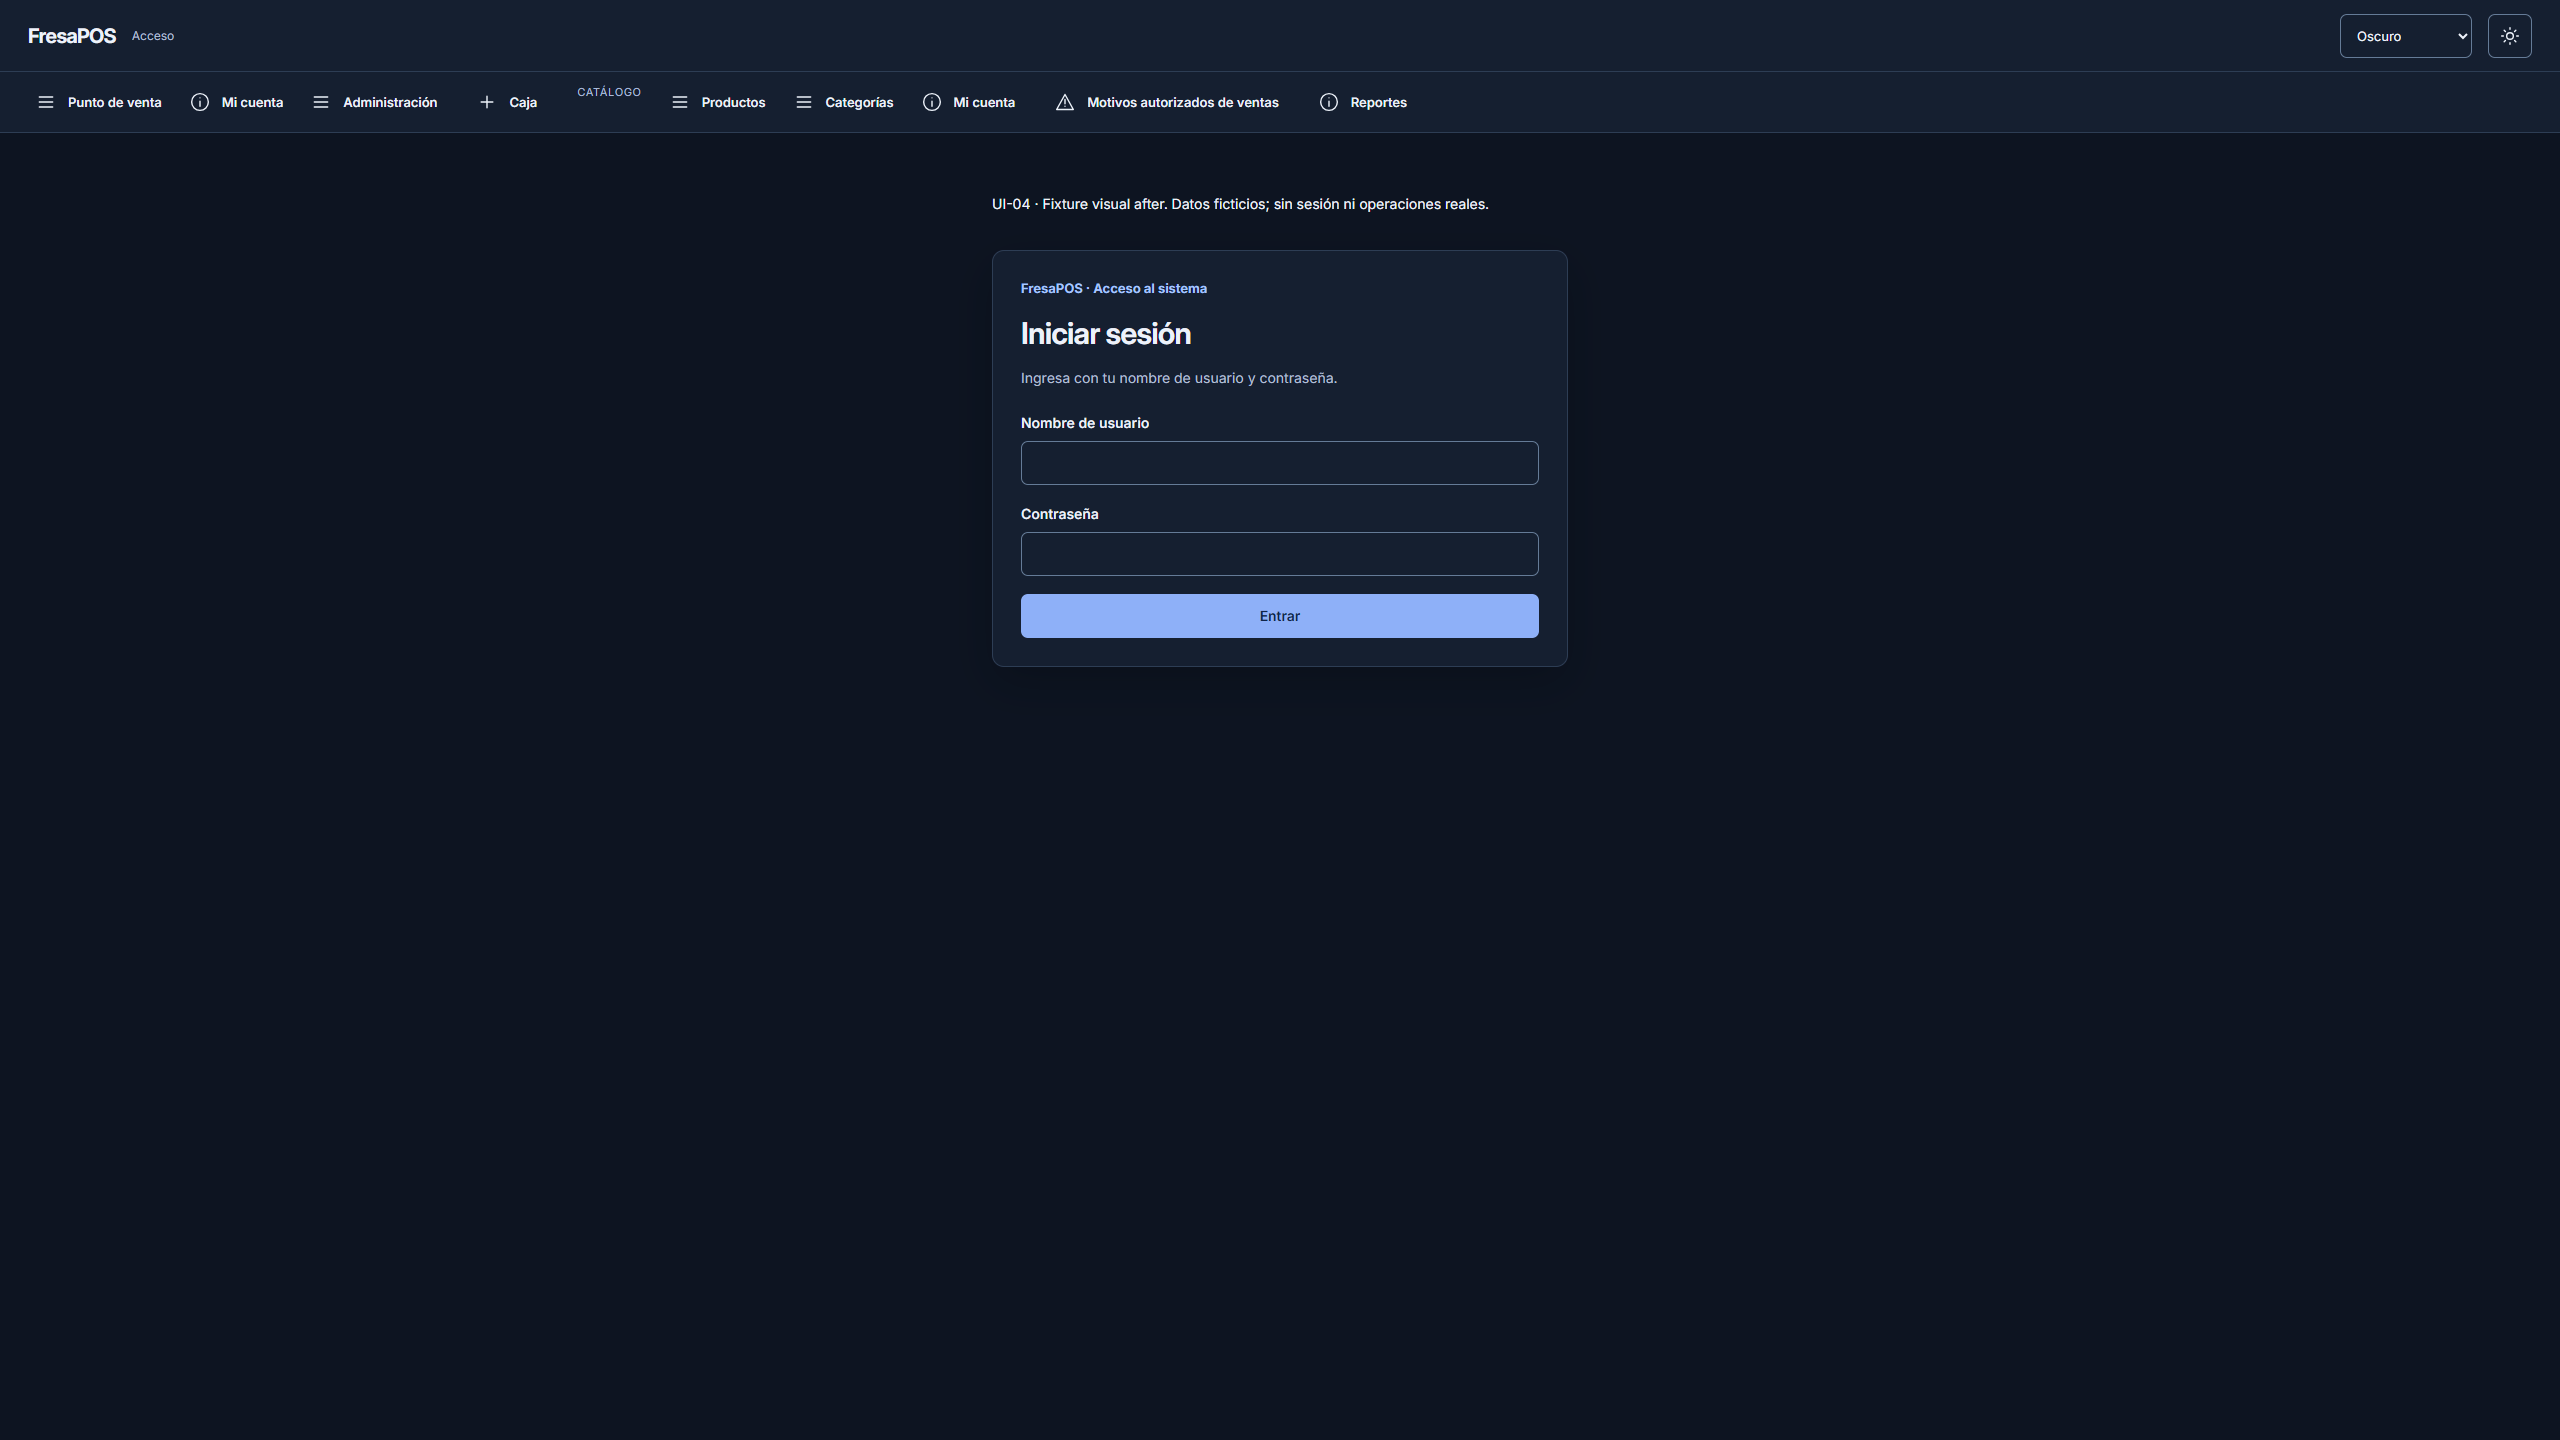 FresaPOS Acceso Oscuro
Punto de venta Mi cuenta Administración Caja CATÁLOGO Productos Categorías Mi cuenta Motivos autorizados de ventas Reportes
UI-04 · Fixture visual after. Datos ficticios; sin sesión ni operaciones reales.
FresaPOS · Acceso al sistema
Iniciar sesión
Ingresa con tu nombre de usuario y contraseña.
Nombre de usuario
Contraseña
Entrar